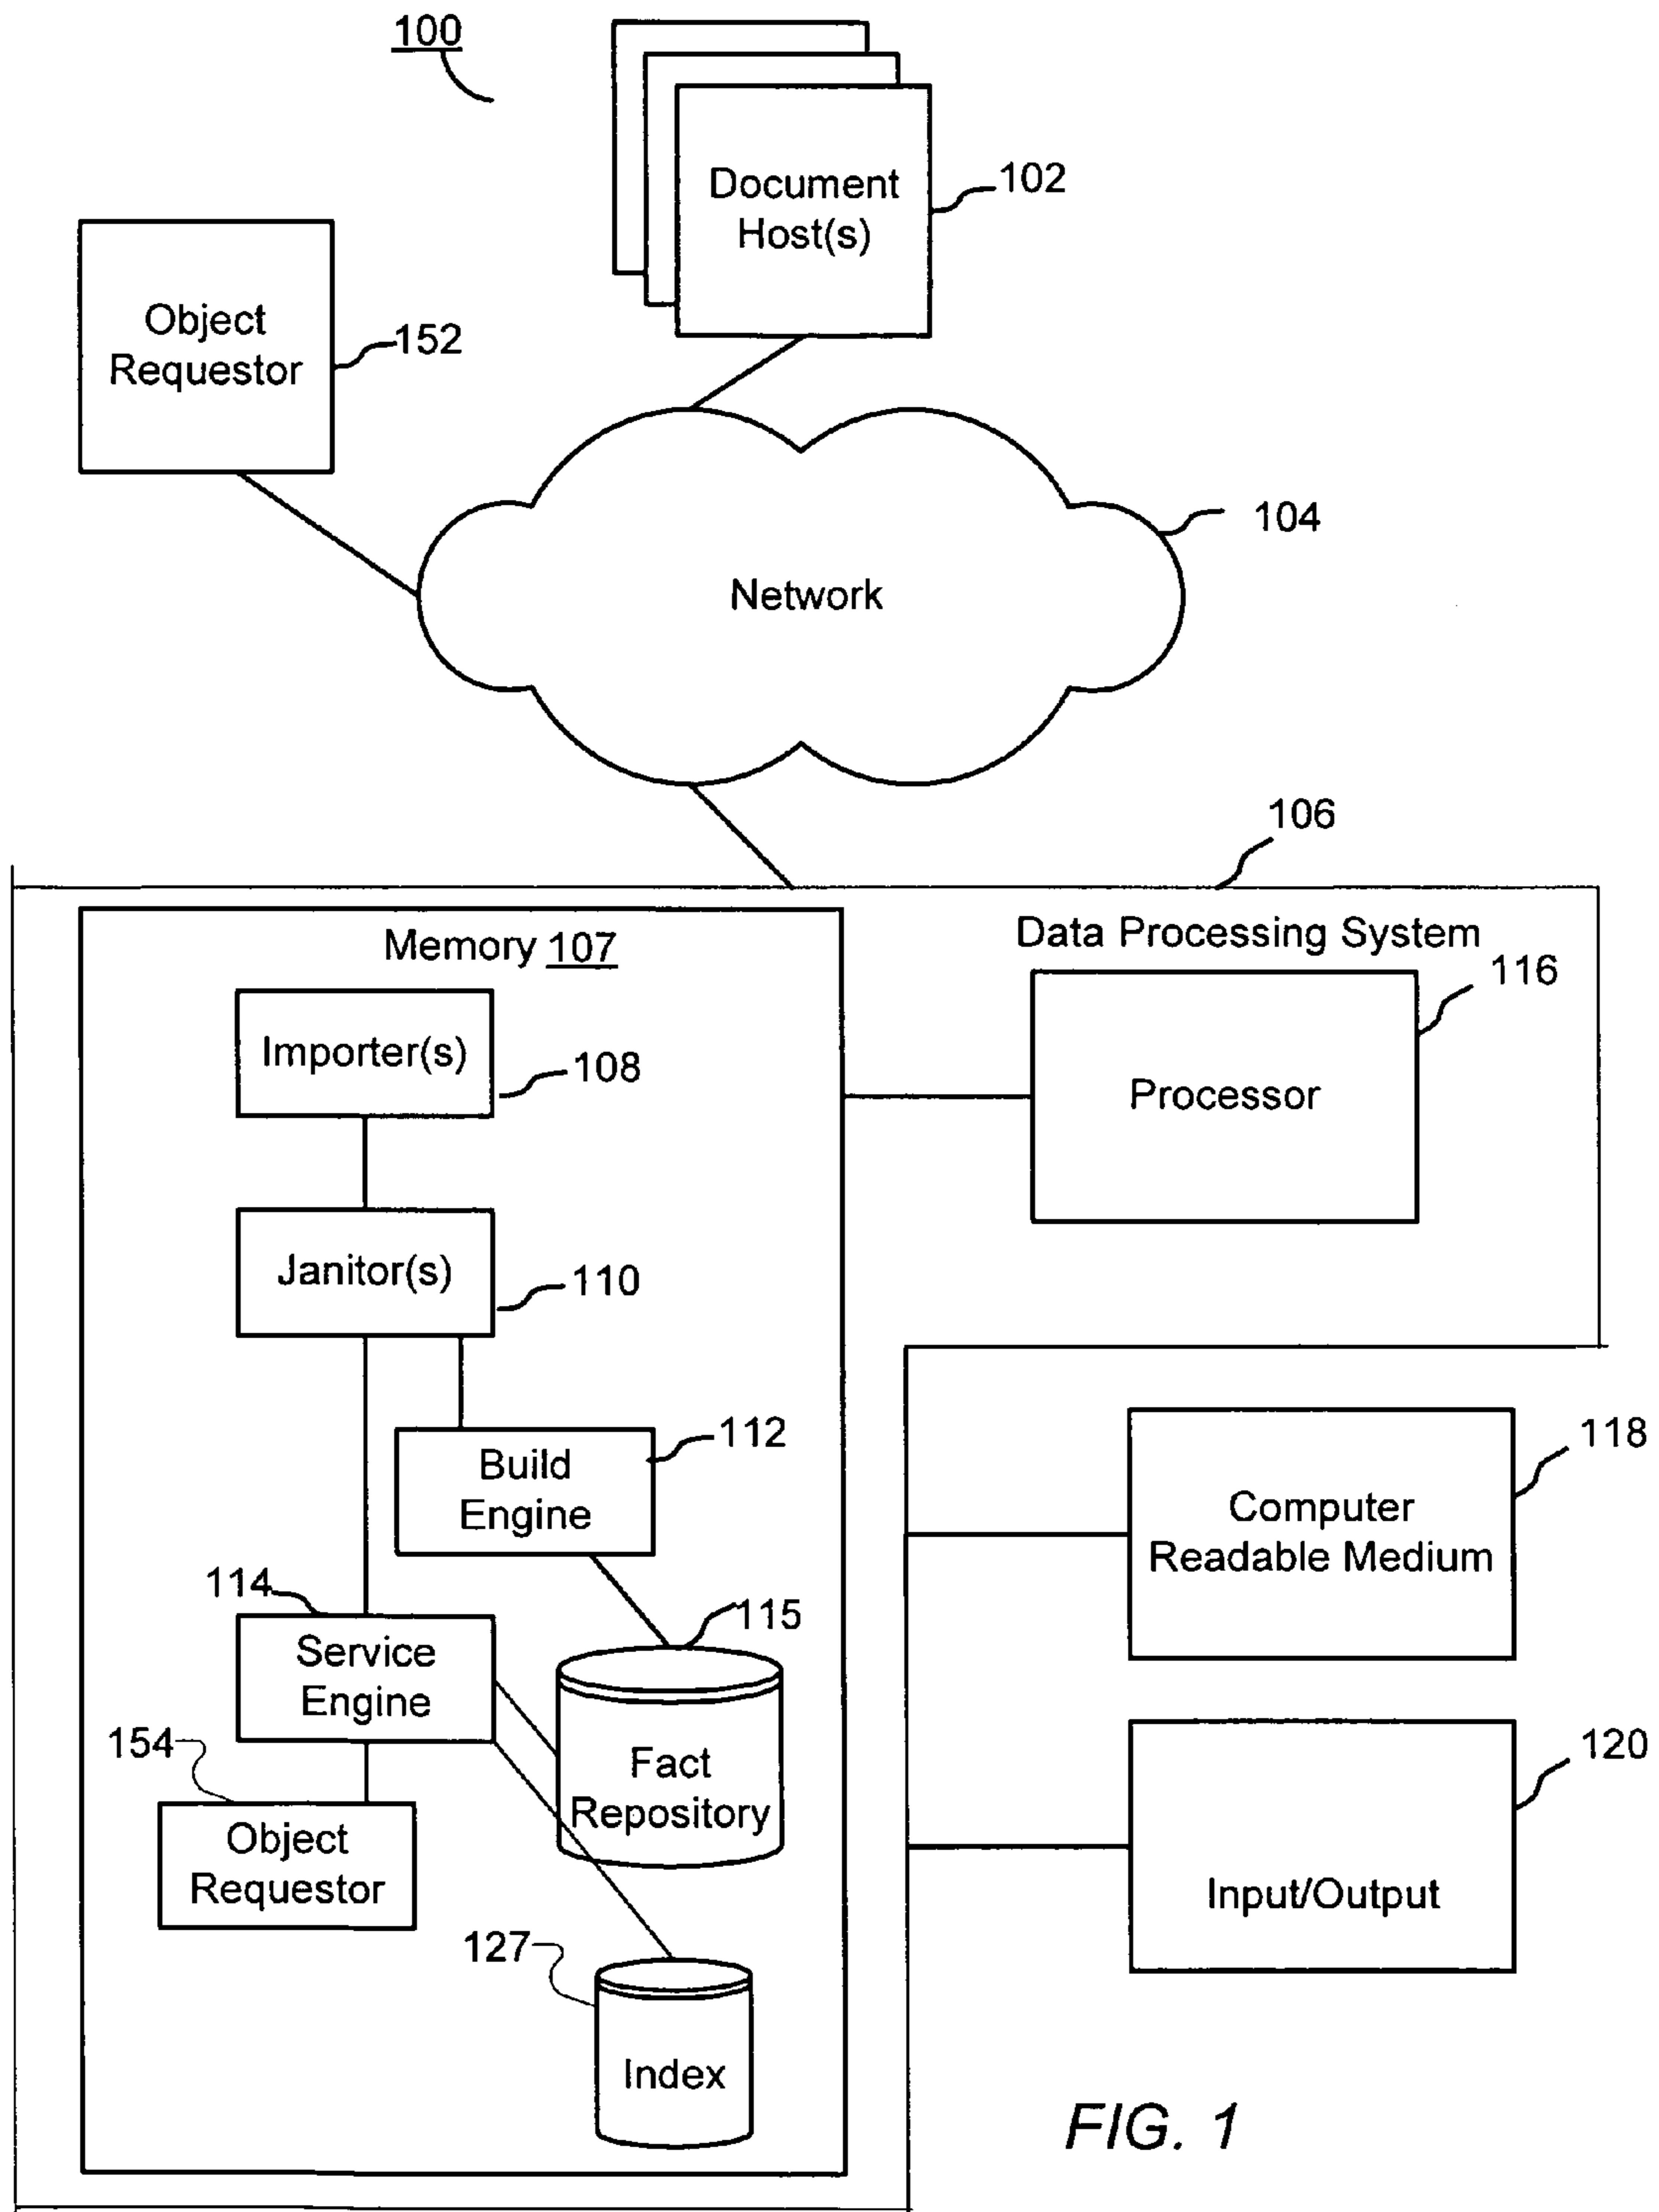 100
Document
Host(s)
102
Object
Requestor
152
104
Network
106
Data Processing System
Memory 107
116
Importer(s)
108
Processor
Janitor(s)
110
Build
Engine
112
118
Computer
Readable Medium
114
Service
Engine
115
Fact
Repository
154
Object
Requestor
120
Input/Output
127
Index
FIG. 1